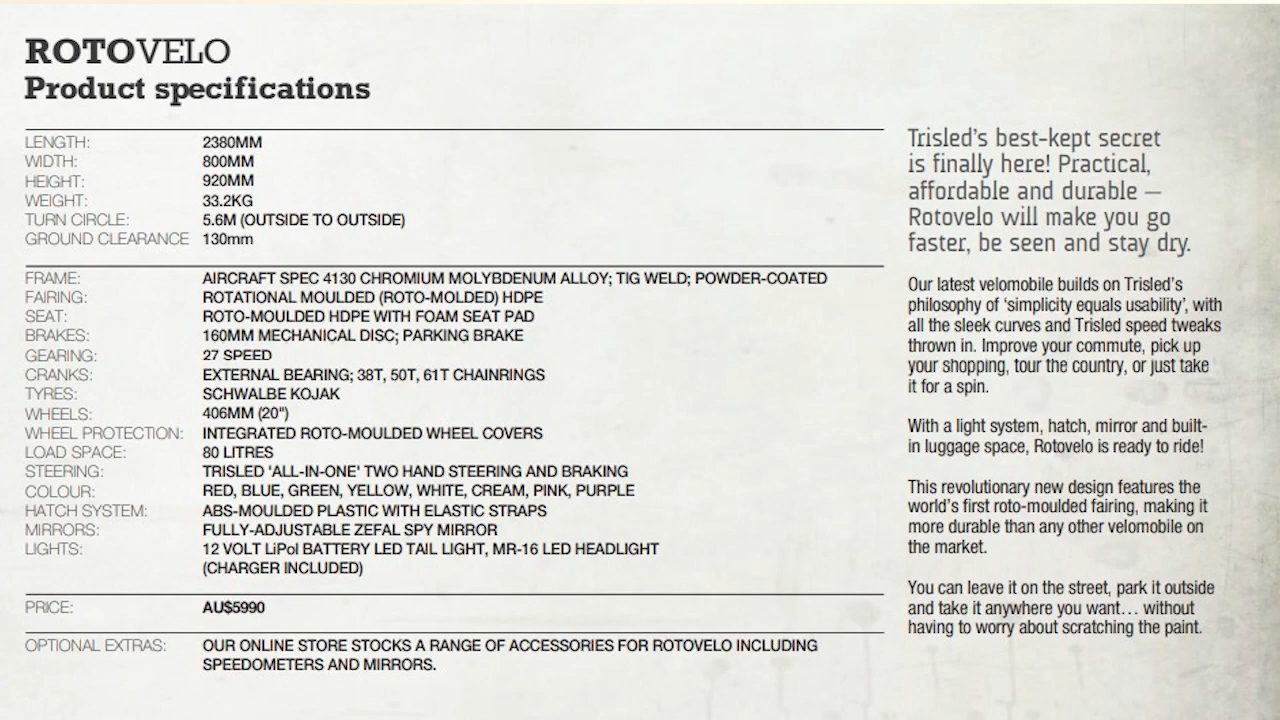 ROTOVELO
Product specifications
LENGTH: 2380MM
WIDTH: 800MM
HEIGHT: 920MM
WEIGHT: 33.2KG
TURN CIRCLE: 5.6M (OUTSIDE TO OUTSIDE)
GROUND CLEARANCE 130mm
FRAME: AIRCRAFT SPEC 4130 CHROMIUM MOLYBDENUM ALLOY; TIG WELD; POWDER-COATED
FAIRING: ROTATIONAL MOULDED (ROTO-MOLDED) HDPE
SEAT: ROTO-MOULDED HDPE WITH FOAM SEAT PAD
BRAKES: 160MM MECHANICAL DISC; PARKING BRAKE
GEARING: 27 SPEED
CRANKS: EXTERNAL BEARING; 38T, 50T, 61T CHAINRINGS
TYRES: SCHWALBE KOJAK
WHEELS: 406MM (20")
WHEEL PROTECTION: INTEGRATED ROTO-MOULDED WHEEL COVERS
LOAD SPACE: 80 LITRES
STEERING: TRISLED 'ALL-IN-ONE' TWO HAND STEERING AND BRAKING
COLOUR: RED, BLUE, GREEN, YELLOW, WHITE, CREAM, PINK, PURPLE
HATCH SYSTEM: ABS-MOULDED PLASTIC WITH ELASTIC STRAPS
MIRRORS: FULLY-ADJUSTABLE ZEFAL SPY MIRROR
LIGHTS: 12 VOLT LiPol BATTERY LED TAIL LIGHT, MR-16 LED HEADLIGHT
(CHARGER INCLUDED)
PRICE: AU$5990
OPTIONAL EXTRAS: OUR ONLINE STORE STOCKS A RANGE OF ACCESSORIES FOR ROTOVELO INCLUDING
SPEEDOMETERS AND MIRRORS.
Trisled's best-kept secret
is finally here! Practical,
affordable and durable –
Rotovelo will make you go
faster, be seen and stay dry.
Our latest velomobile builds on Trisled's
philosophy of 'simplicity equals usability', with
all the sleek curves and Trisled speed tweaks
thrown in. Improve your commute, pick up
your shopping, tour the country, or just take
it for a spin.
With a light system, hatch, mirror and built-
in luggage space, Rotovelo is ready to ride!
This revolutionary new design features the
world's first roto-moulded fairing, making it
more durable than any other velomobile on
the market.
You can leave it on the street, park it outside
and take it anywhere you want… without
having to worry about scratching the paint.